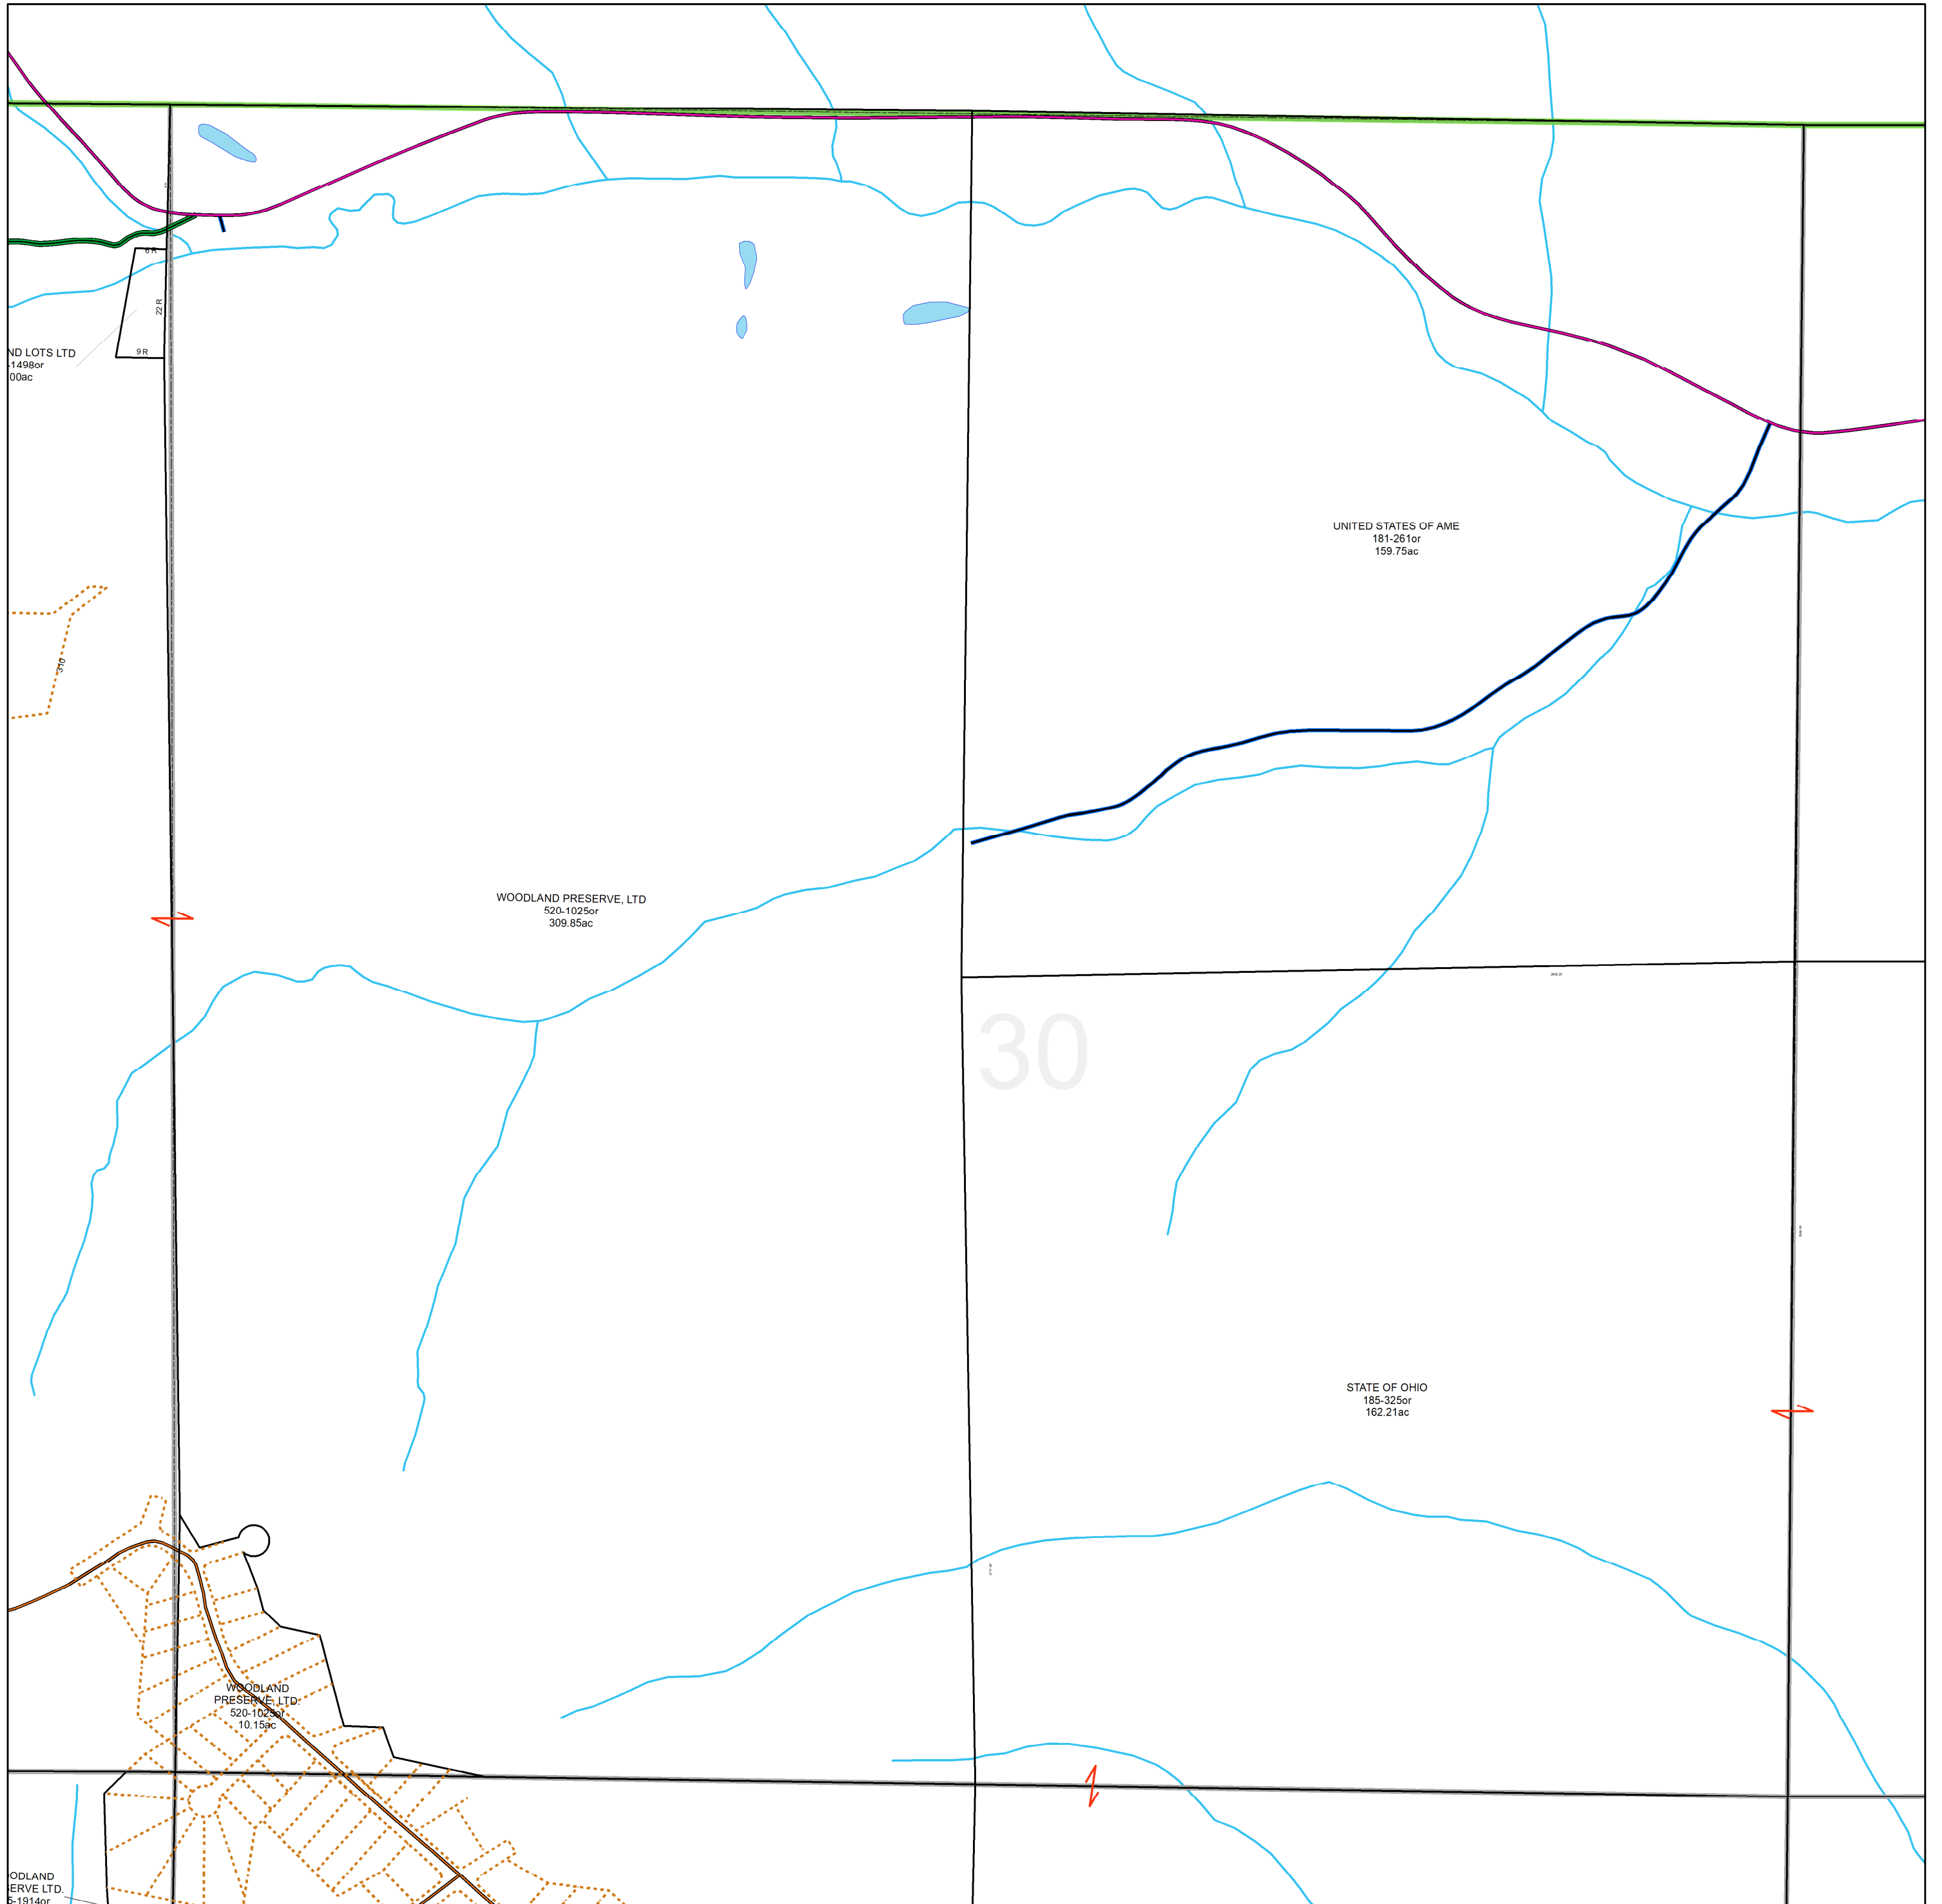 6 R
22 R
9 R
ND LOTS LTD
-1498or
00ac
310
UNITED STATES OF AME
181-261or
159.75ac
WOODLAND PRESERVE, LTD
520-1025or
309.85ac
30
STATE OF OHIO
185-325or
162.21ac
WOODLAND
PRESERVE, LTD.
520-1025or
10.15ac
ODLAND
ERVE LTD.
5-1914or